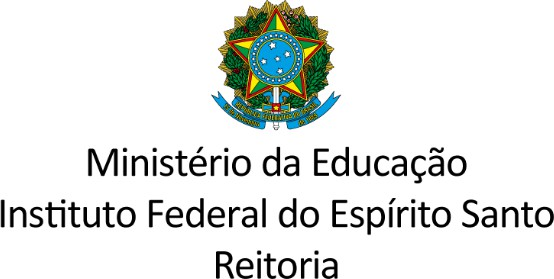 Ministério da Educação
Instituto Federal do Espírito Santo
Reitoria